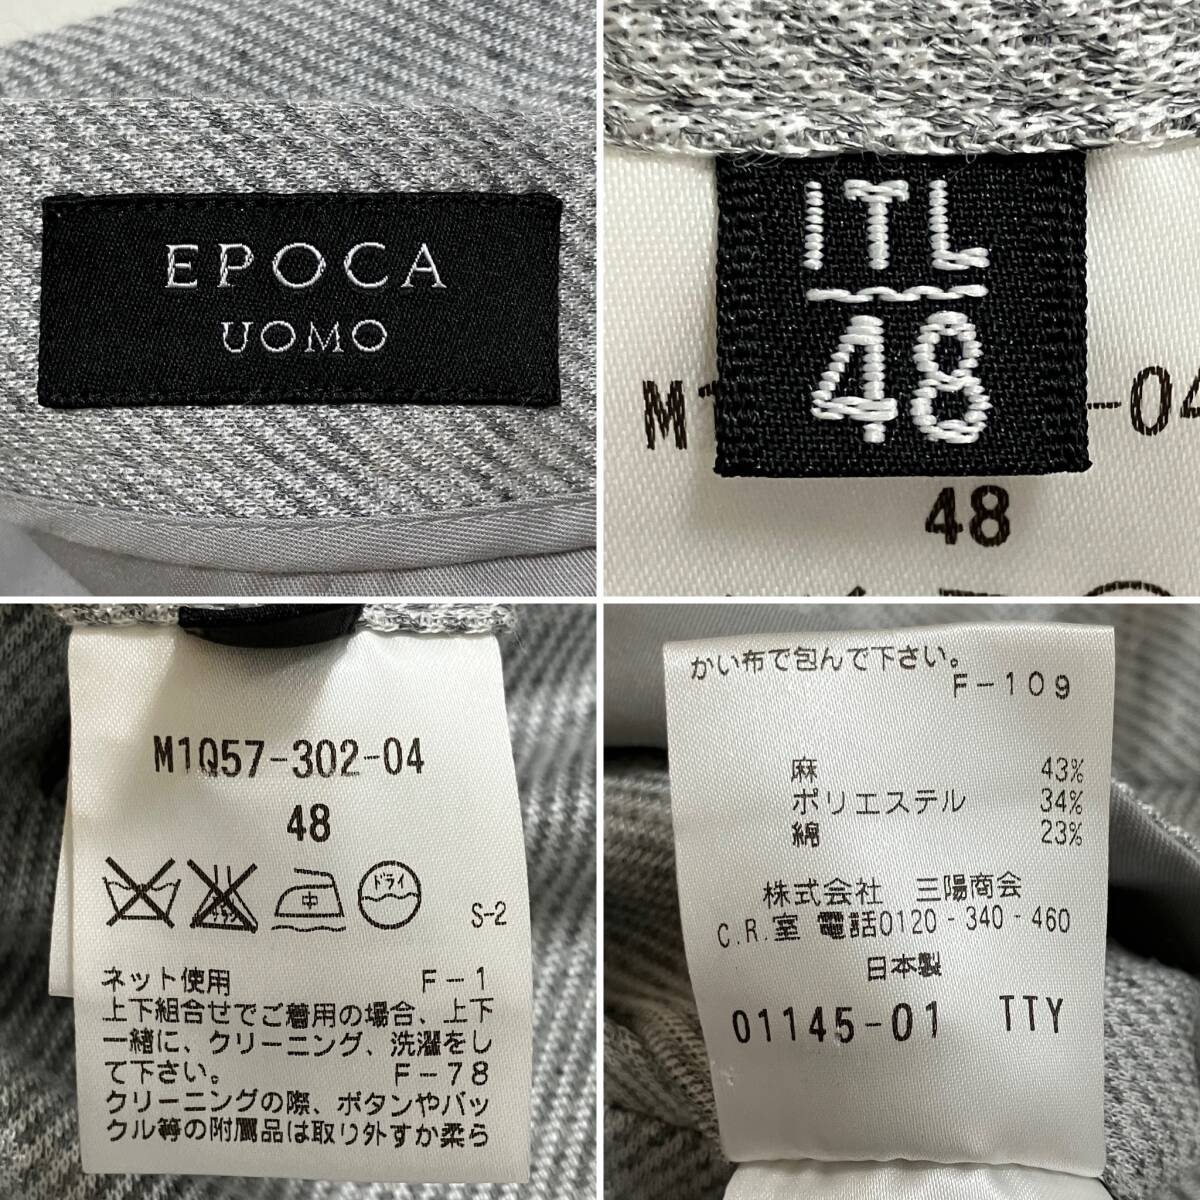 EPOCA
UOMO
ITL
48
-04
48
M1Q57-302-04
48
中
ドライ
S-2
ネット使用 F-1
上下組合せでご着用の場合、上下
一緒に、クリーニング、洗濯をし
て下さい。 F-78
クリーニングの際、ボタンやバッ
クル等の附属品は取り外すか柔ら
かい布で包んで下さい。
F-109
麻 43%
ポリエステル 34%
綿 23%
株式会社 三陽商会
C.R.室 電話0120-340-460
日本製
01145-01 TTY